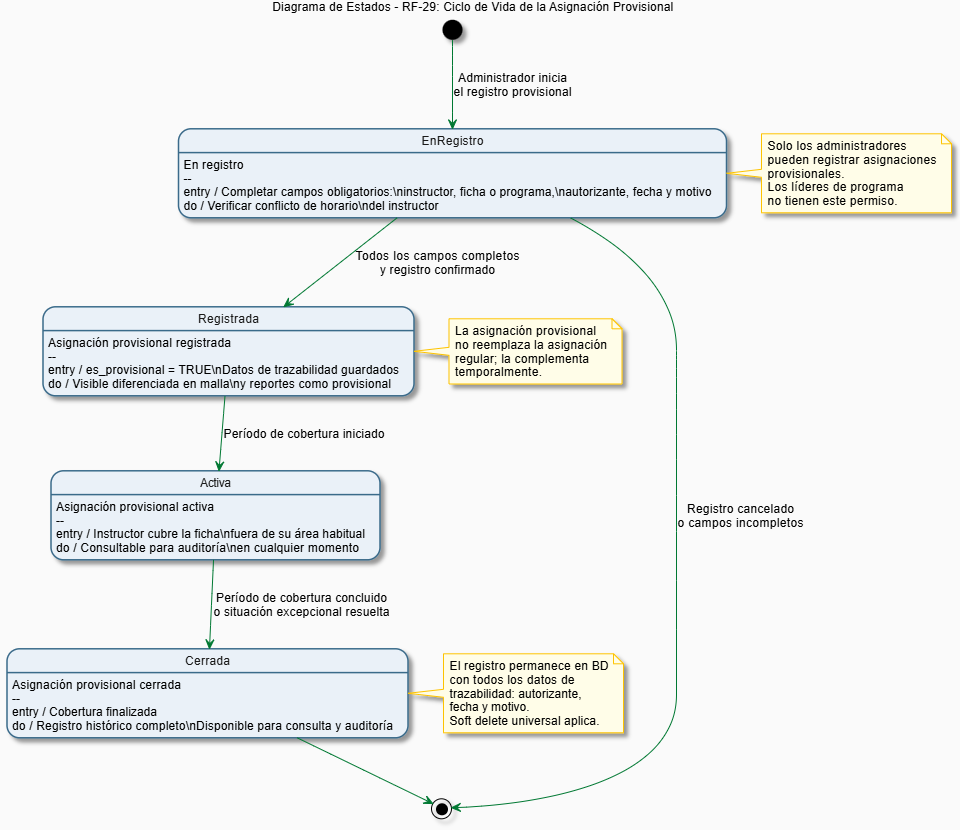 Diagrama de Estados - RF-29: Ciclo de Vida de la Asignación Provisional
Administrador inicia
el registro provisional
EnRegistro
En registro
--
entry / Completar campos obligatorios:\ninstructor, ficha o programa,\nautorizante, fecha y motivo
do / Verificar conflicto de horario\ndel instructor
Solo los administradores
pueden registrar asignaciones
provisionales.
Los líderes de programa
no tienen este permiso.
Todos los campos completos
y registro confirmado
Registrada
Asignación provisional registrada
--
entry / es_provisional = TRUE\nDatos de trazabilidad guardados
do / Visible diferenciada en malla\ny reportes como provisional
La asignación provisional
no reemplaza la asignación
regular; la complementa
temporalmente.
Período de cobertura iniciado
Activa
Asignación provisional activa
--
entry / Instructor cubre la ficha\nfuera de su área habitual
do / Consultable para auditoría\nen cualquier momento
Registro cancelado
o campos incompletos
Período de cobertura concluido
o situación excepcional resuelta
Cerrada
Asignación provisional cerrada
--
entry / Cobertura finalizada
do / Registro histórico completo\nDisponible para consulta y auditoría
El registro permanece en BD
con todos los datos de
trazabilidad: autorizante,
fecha y motivo.
Soft delete universal aplica.